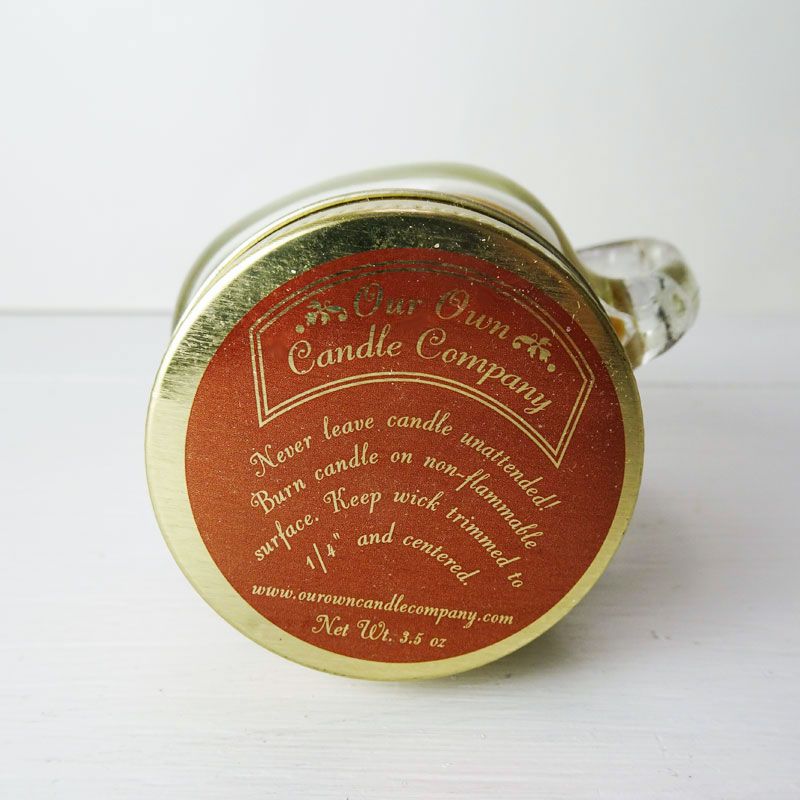 Our Own
Candle Company
Never leave candle unattended!
Burn candle on non-flammable
surface. Keep wick trimmed to
1/4" and centered.
www.ourowncandlecompany.com
Net Wt. 3.5 oz